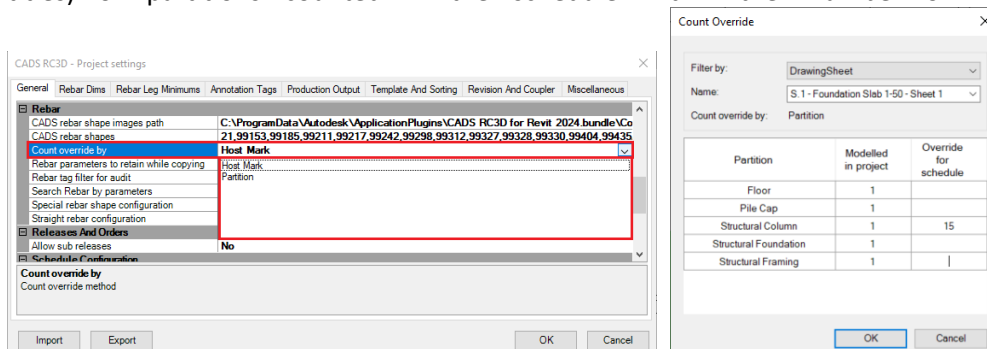 CADS RC3D - Project settings
General Rebar Dims Rebar Leg Minimums Annotation Tags Production Output Template And Sorting Revision And Coupler Miscellaneous
Rebar
CADS rebar shape images path C:\ProgramData\Autodesk\ApplicationPlugins\CADS RC3D for Revit 2024.bundle\Co
CADS rebar shapes 21,99153,99185,99211,99217,99242,99298,99312,99327,99328,99330,99404,99435
Count override by Host Mark
Rebar parameters to retain while copying Host Mark
Rebar tag filter for audit Partition
Search Rebar by parameters
Special rebar shape configuration
Straight rebar configuration
Releases And Orders
Allow sub releases No
Schedule Configuration
Count override by
Count override method
Import Export OK Cancel
Count Override
Filter by: DrawingSheet
Name: S.1 - Foundation Slab 1-50 - Sheet 1
Count override by: Partition
Partition Modelled in project Override for schedule
Floor 1
Pile Cap 1
Structural Column 1 15
Structural Foundation 1
Structural Framing 1
OK Cancel